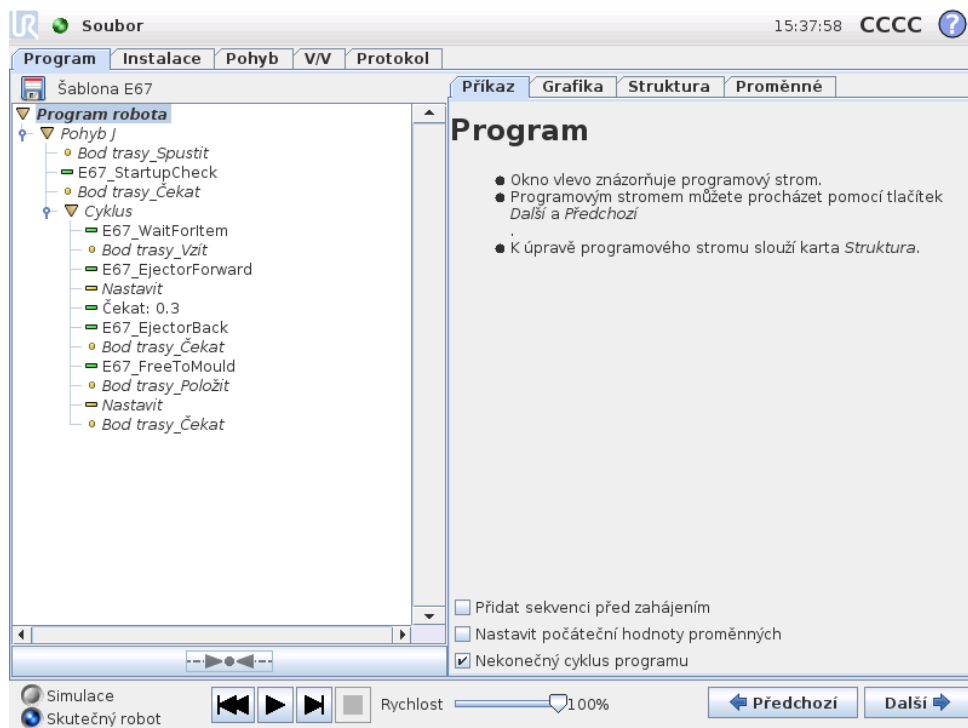 UR Soubor 15:37:58 CCCC ?
Program Instalace Pohyb V/V Protokol
Šablona E67
Příkaz Grafika Struktura Proměnné
Program robota
Pohyb J
Bod trasy_Spustit
E67_StartupCheck
Bod trasy_Čekat
Cyklus
E67_WaitForItem
Bod trasy_Vzít
E67_EjectorForward
Nastavit
Čekat: 0.3
E67_EjectorBack
Bod trasy_Čekat
E67_FreeToMould
Bod trasy_Položit
Nastavit
Bod trasy_Čekat
Program
Okno vlevo znázorňuje programový strom.
Programovým stromem můžete procházet pomocí tlačítek
Další a Předchozí
.
K úpravě programového stromu slouží karta Struktura.
Přidat sekvenci před zahájením
Nastavit počáteční hodnoty proměnných
Nekonečný cyklus programu
Simulace
Skutečný robot
Rychlost 100%
Předchozí Další